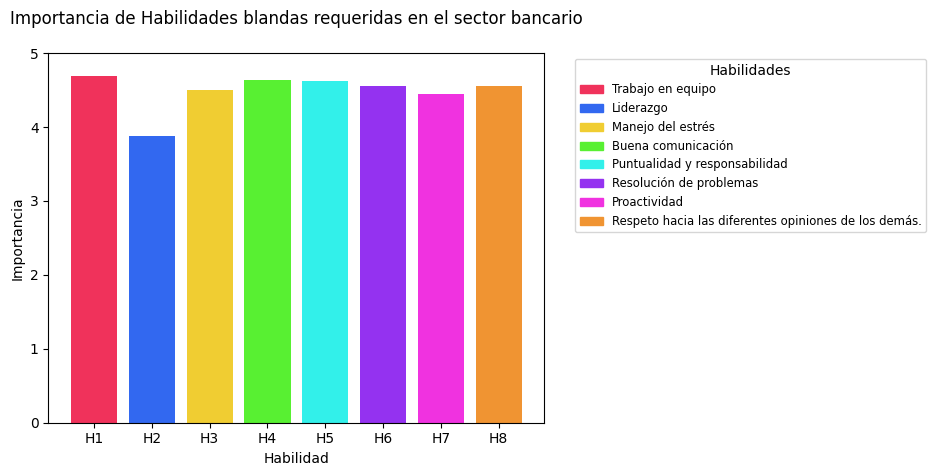 Importancia de Habilidades blandas requeridas en el sector bancario
Importancia
5
4
3
2
1
0
H1 H2 H3 H4 H5 H6 H7 H8
Habilidad
Habilidades
Trabajo en equipo
Liderazgo
Manejo del estrés
Buena comunicación
Puntualidad y responsabilidad
Resolución de problemas
Proactividad
Respeto hacia las diferentes opiniones de los demás.